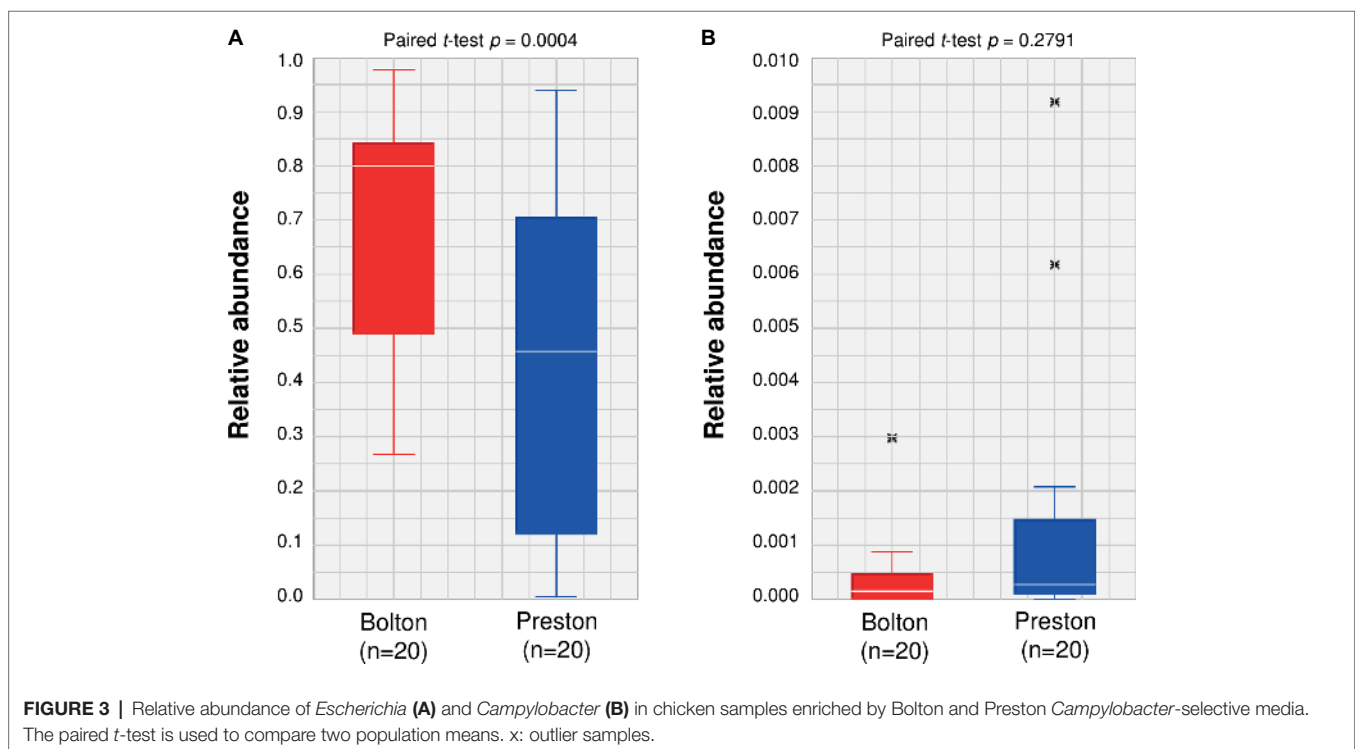 A
Paired t-test p = 0.0004
Relative abundance
1.0
0.9
0.8
0.7
0.6
0.5
0.4
0.3
0.2
0.1
0.0
Bolton
(n=20)
Preston
(n=20)
B
Paired t-test p = 0.2791
Relative abundance
0.010
0.009
0.008
0.007
0.006
0.005
0.004
0.003
0.002
0.001
0.000
Bolton
(n=20)
Preston
(n=20)
FIGURE 3 | Relative abundance of Escherichia (A) and Campylobacter (B) in chicken samples enriched by Bolton and Preston Campylobacter-selective media.
The paired t-test is used to compare two population means. x: outlier samples.